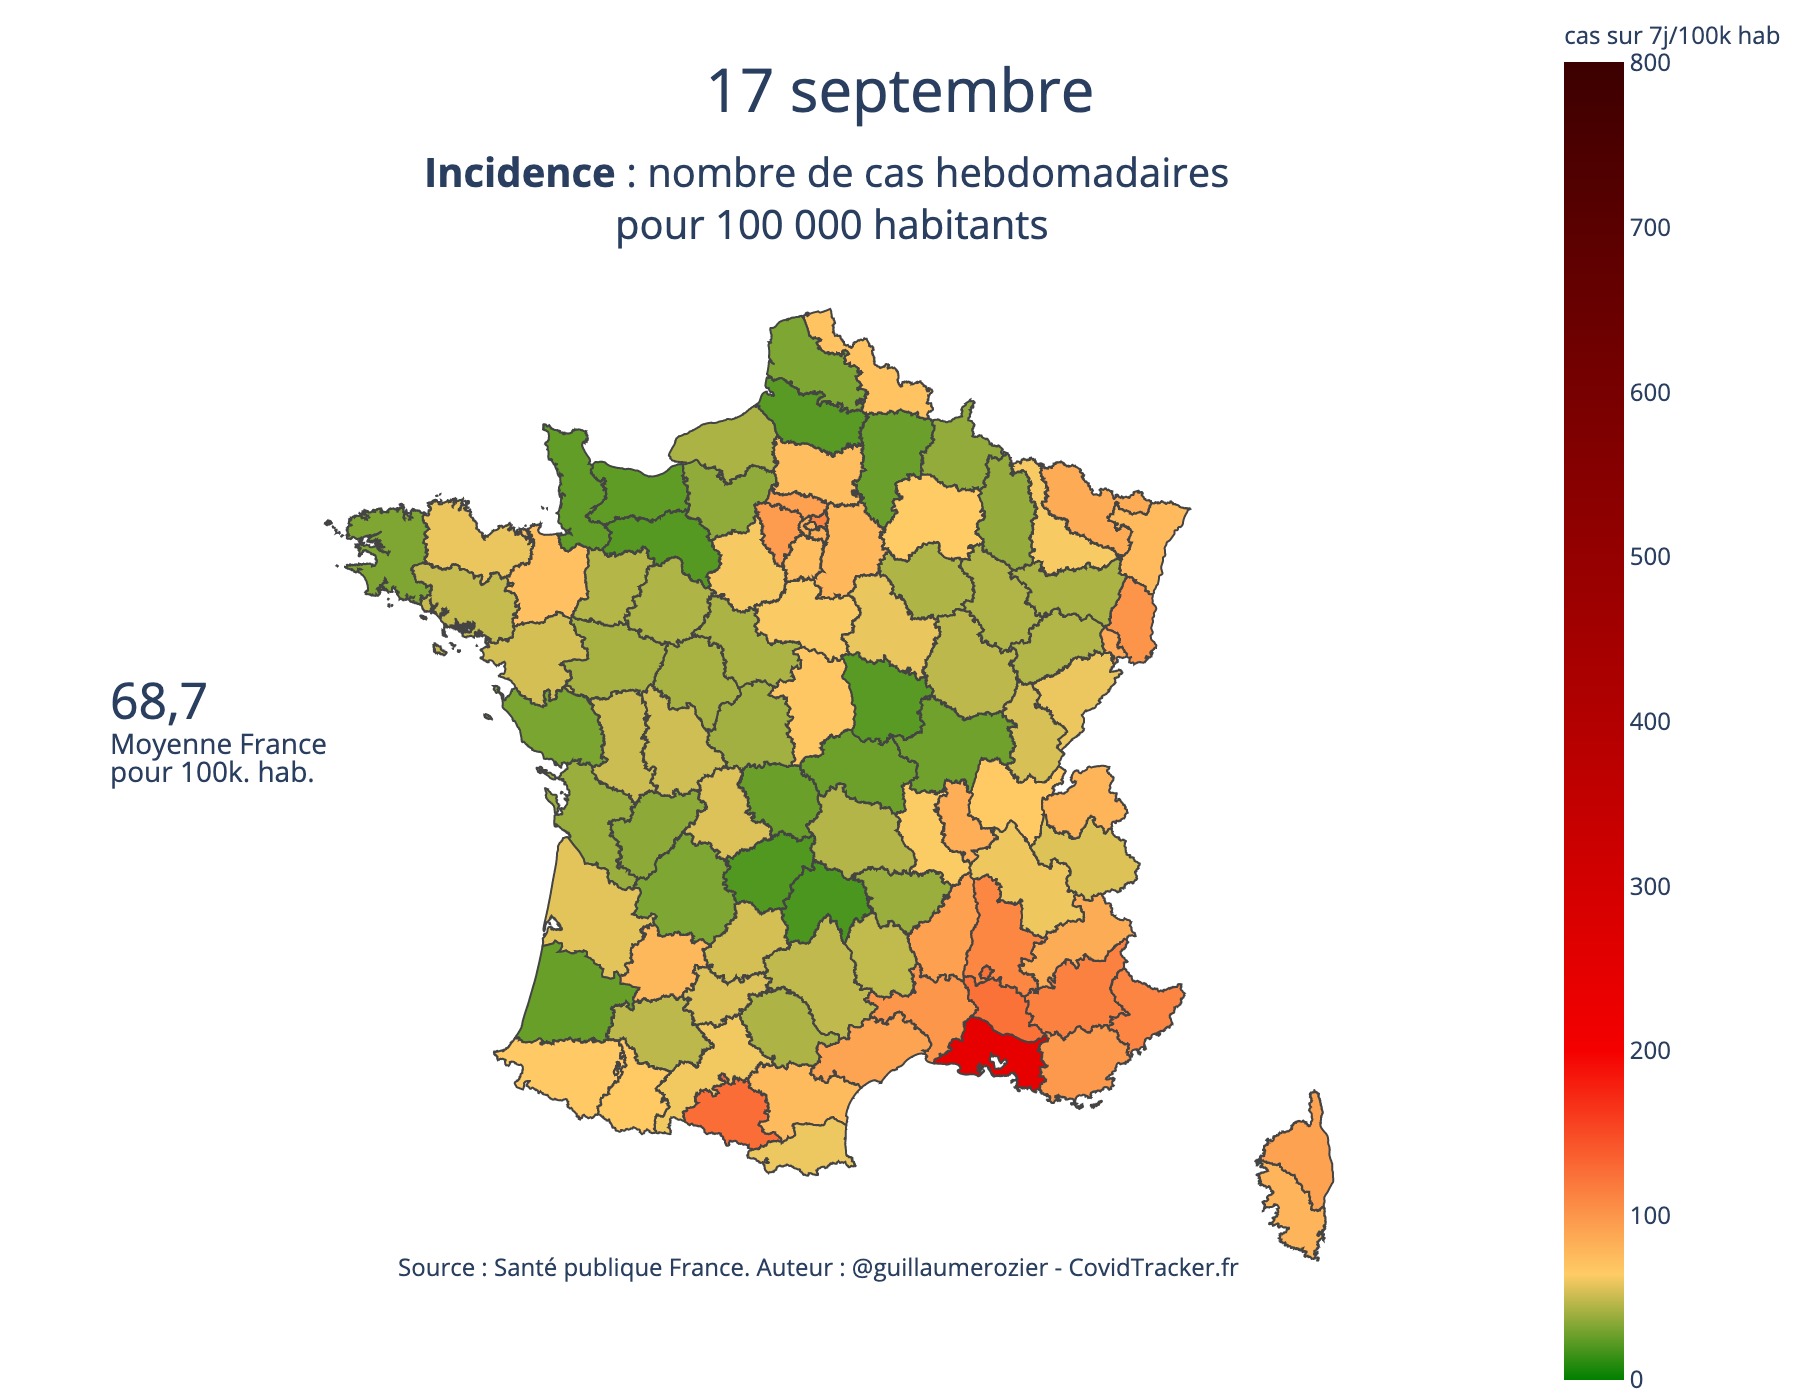 cas sur 7j/100k hab
17 septembre
Incidence : nombre de cas hebdomadaires
pour 100 000 habitants
800
700
600
500
400
300
200
100
0
68,7
Moyenne France
pour 100k. hab.
Source : Santé publique France. Auteur : @guillaumerozier - CovidTracker.fr